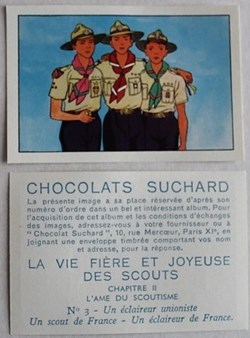 CHOCOLATS SUCHARD
La présente image a sa place réservée d'après son
numéro d'ordre dans un bel et intéressant album. Pour
l'acquisition de cet album et les conditions d'échanges
des images, adressez-vous à votre fournisseur ou à
"Chocolat Suchard", 10, rue Mercœur, Paris XIe, en
joignant une enveloppe timbrée comportant vos nom
et adresse, pour la réponse.
LA VIE FIÈRE ET JOYEUSE
DES SCOUTS
CHAPITRE II
L'AME DU SCOUTISME
No 3 - Un éclaireur unioniste
Un scout de France - Un éclaireur de France.